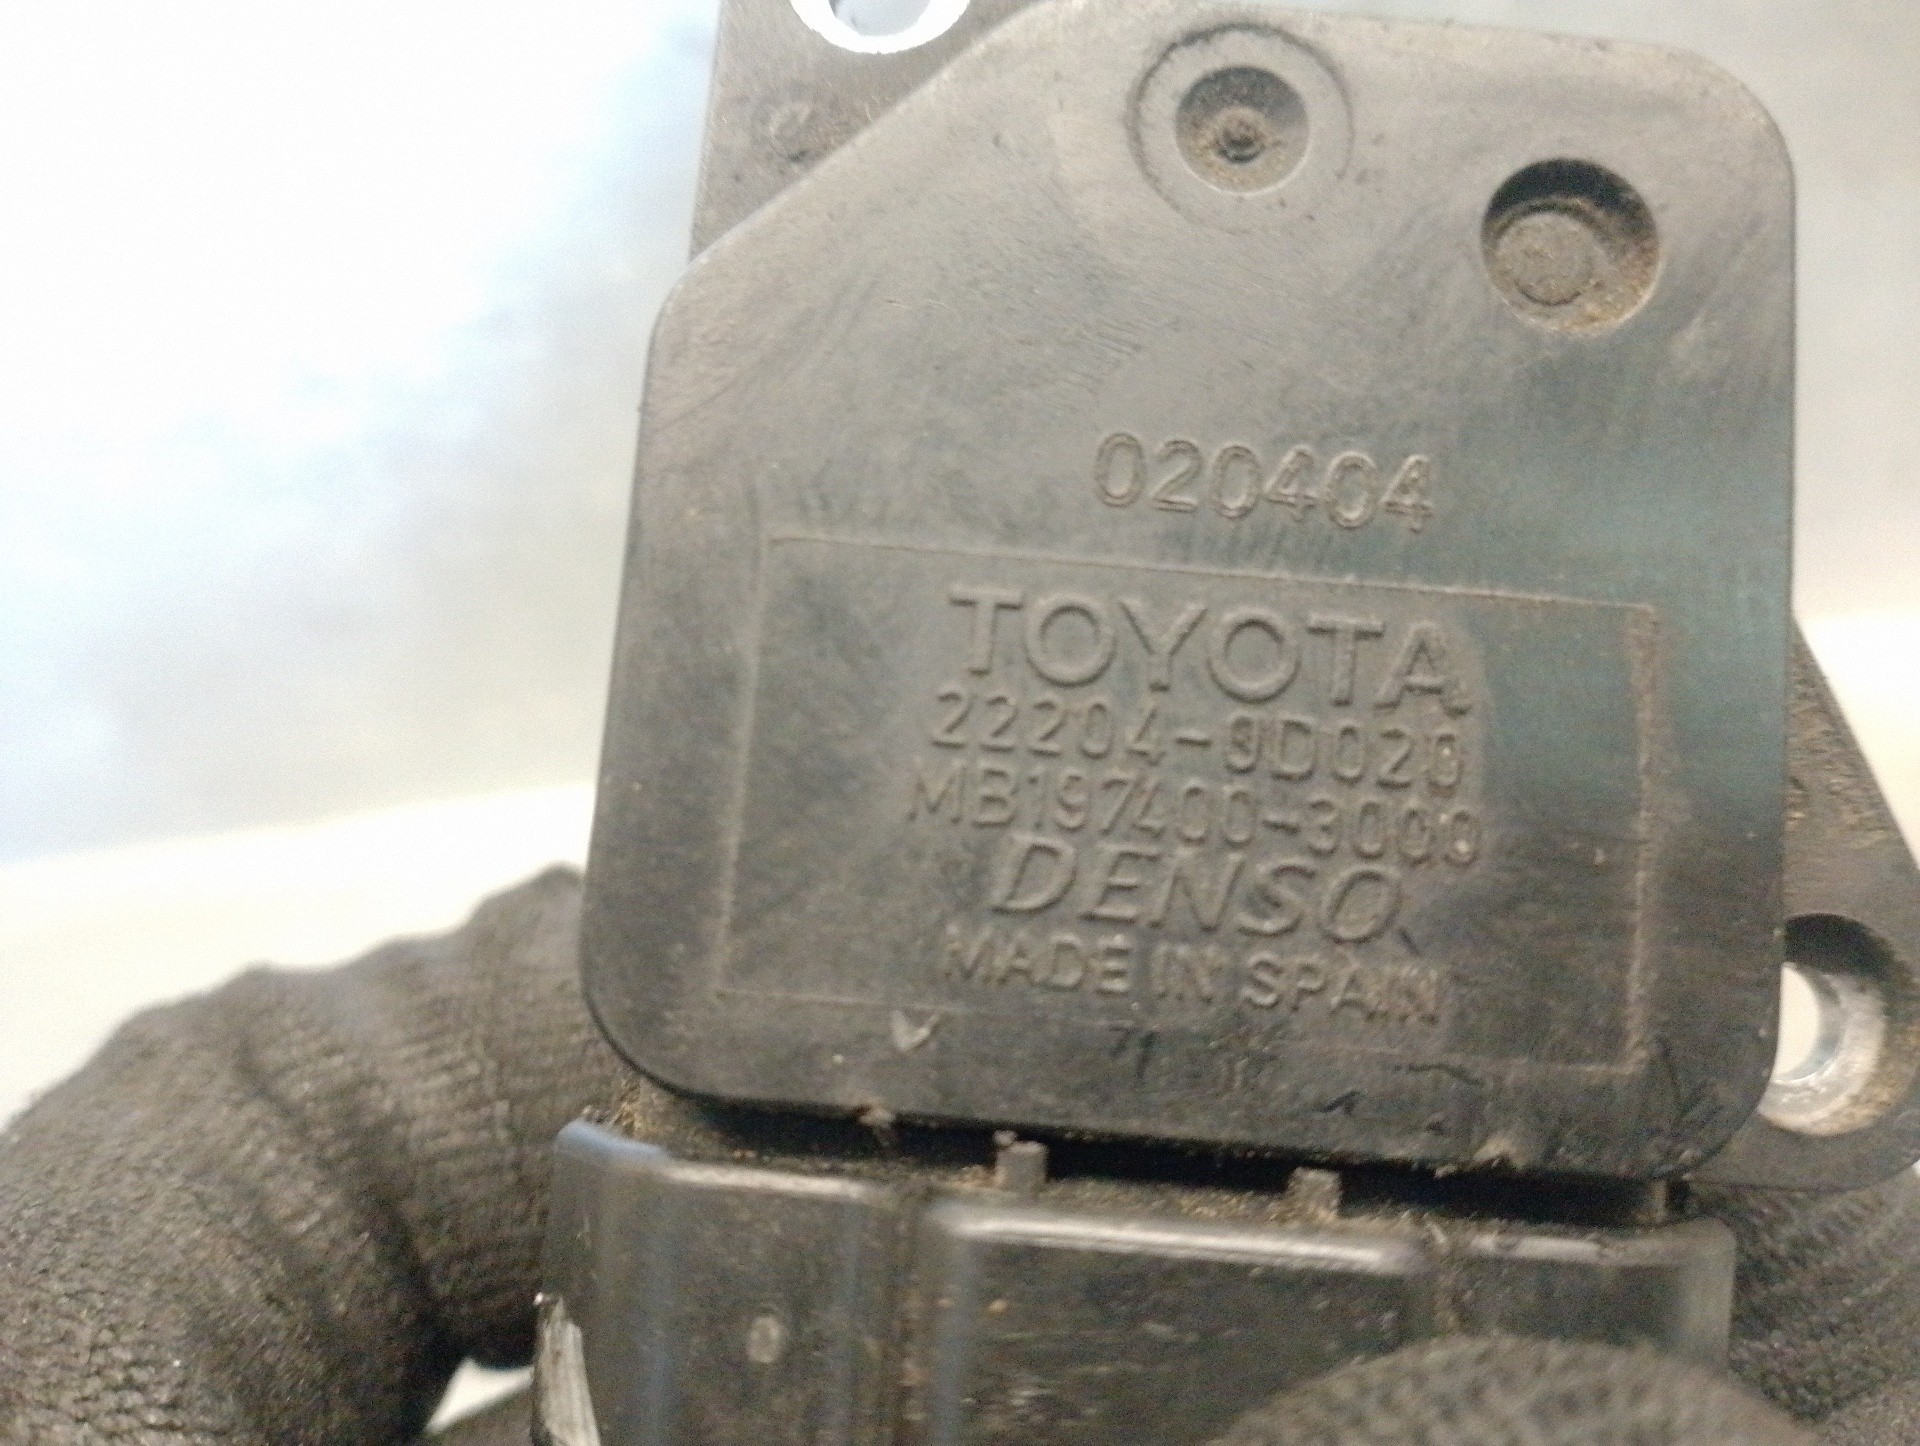 020404
TOYOTA
22204-0D020
MB197400-3000
DENSO
MADE IN SPAIN